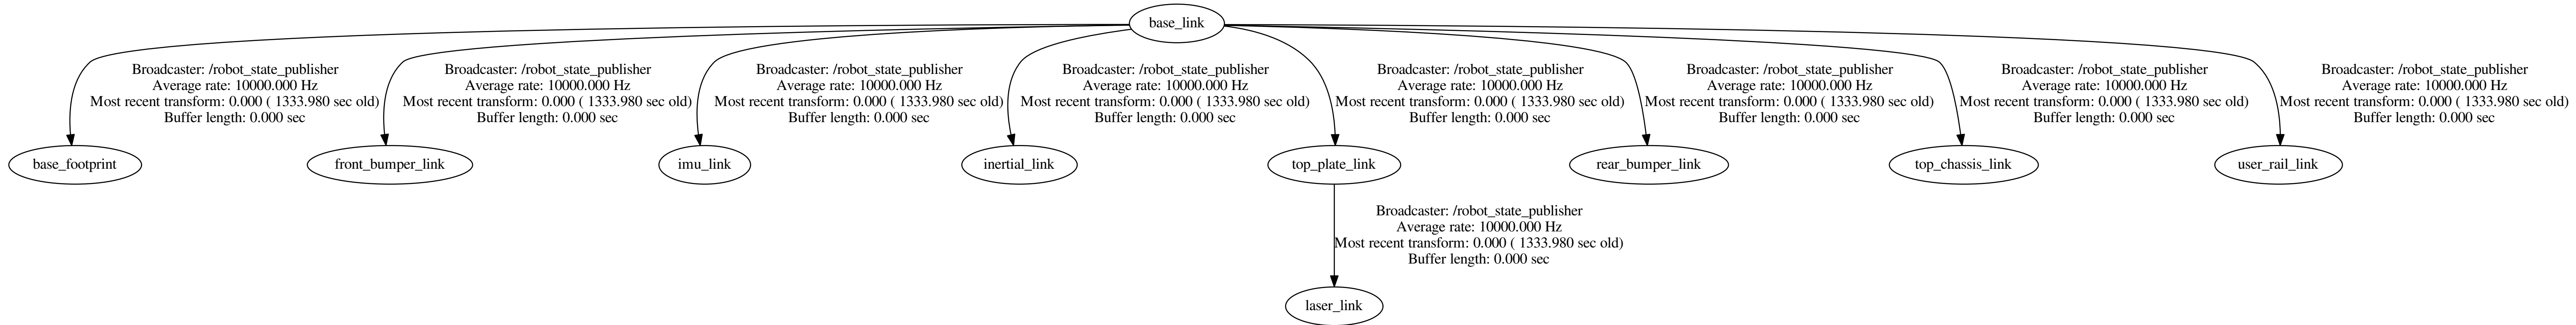 base_link
Broadcaster: /robot_state_publisher
Average rate: 10000.000 Hz
Most recent transform: 0.000 ( 1333.980 sec old)
Buffer length: 0.000 sec
Broadcaster: /robot_state_publisher
Average rate: 10000.000 Hz
Most recent transform: 0.000 ( 1333.980 sec old)
Buffer length: 0.000 sec
Broadcaster: /robot_state_publisher
Average rate: 10000.000 Hz
Most recent transform: 0.000 ( 1333.980 sec old)
Buffer length: 0.000 sec
Broadcaster: /robot_state_publisher
Average rate: 10000.000 Hz
Most recent transform: 0.000 ( 1333.980 sec old)
Buffer length: 0.000 sec
Broadcaster: /robot_state_publisher
Average rate: 10000.000 Hz
Most recent transform: 0.000 ( 1333.980 sec old)
Buffer length: 0.000 sec
Broadcaster: /robot_state_publisher
Average rate: 10000.000 Hz
Most recent transform: 0.000 ( 1333.980 sec old)
Buffer length: 0.000 sec
Broadcaster: /robot_state_publisher
Average rate: 10000.000 Hz
Most recent transform: 0.000 ( 1333.980 sec old)
Buffer length: 0.000 sec
Broadcaster: /robot_state_publisher
Average rate: 10000.000 Hz
Most recent transform: 0.000 ( 1333.980 sec old)
Buffer length: 0.000 sec
base_footprint
front_bumper_link
imu_link
inertial_link
top_plate_link
rear_bumper_link
top_chassis_link
user_rail_link
Broadcaster: /robot_state_publisher
Average rate: 10000.000 Hz
Most recent transform: 0.000 ( 1333.980 sec old)
Buffer length: 0.000 sec
laser_link